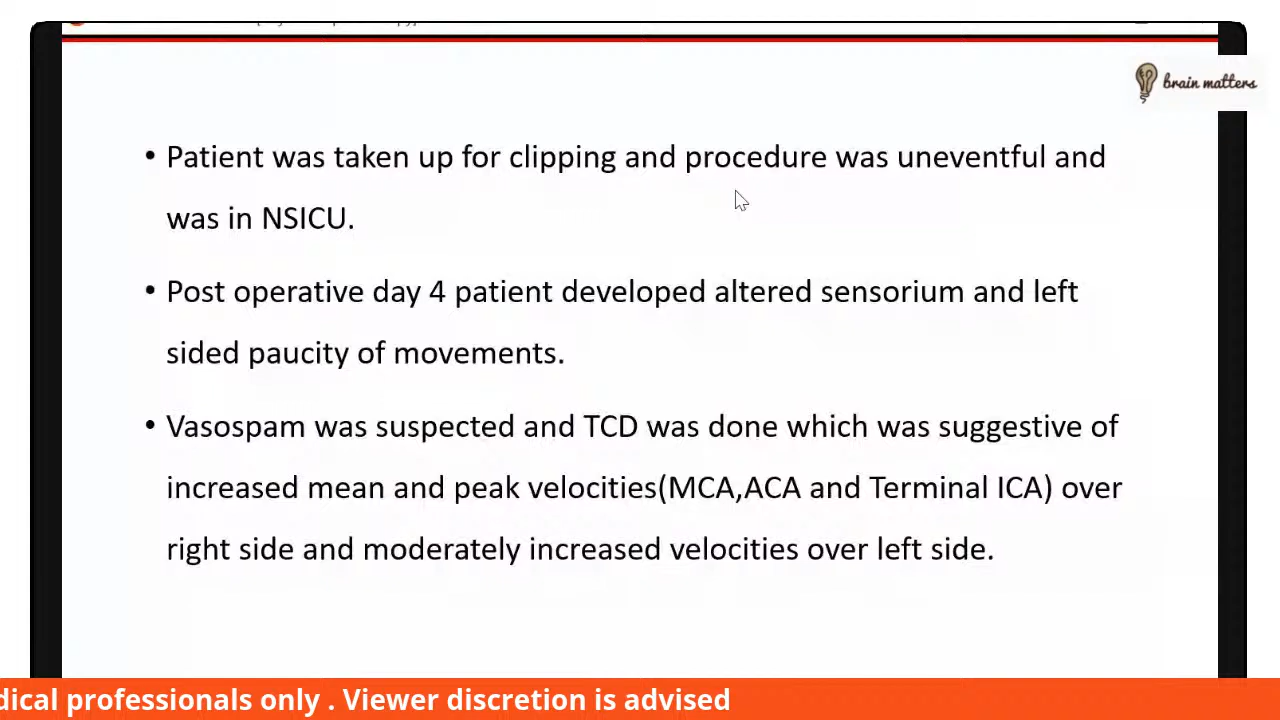 brain matters
• Patient was taken up for clipping and procedure was uneventful and
was in NSICU.
• Post operative day 4 patient developed altered sensorium and left
sided paucity of movements.
• Vasospam was suspected and TCD was done which was suggestive of
increased mean and peak velocities(MCA,ACA and Terminal ICA) over
right side and moderately increased velocities over left side.
dical professionals only . Viewer discretion is advised